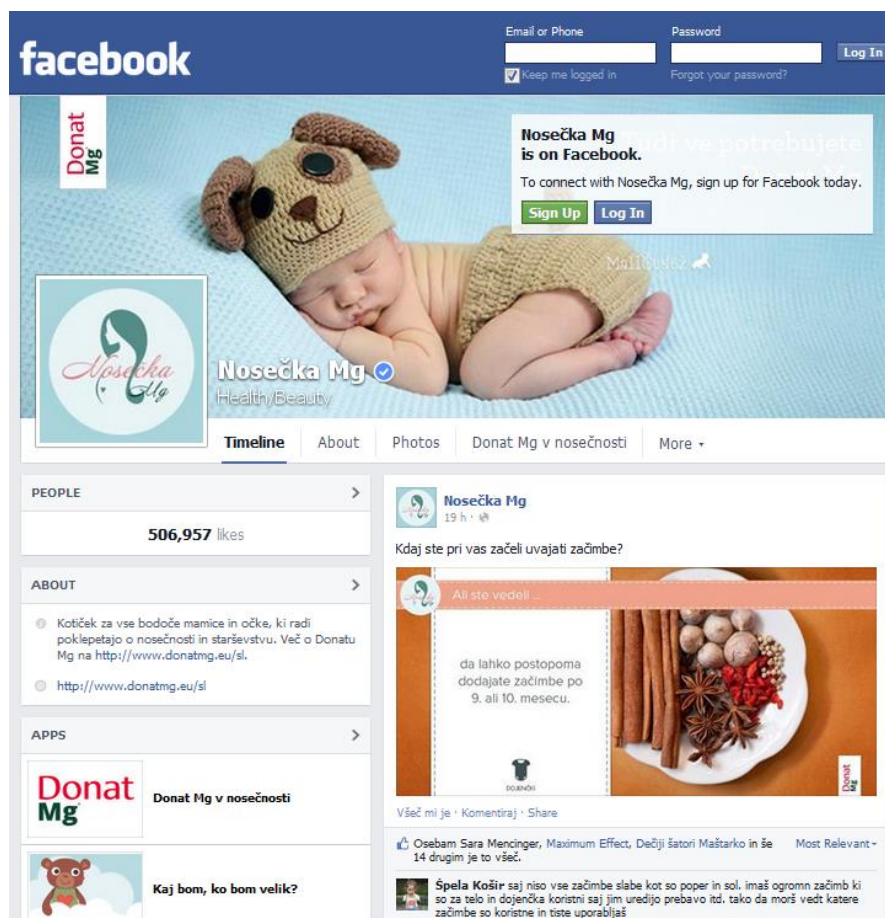 facebook
Email or Phone
Password
Log In
Keep me logged in
Forgot your password?
Donat
Mg
Tudi ve potrebujete
Nosečka Mg
is on Facebook.
To connect with Nosečka Mg, sign up for Facebook today.
Sign Up
Log In
Nosečka
Mg
Nosečka Mg
Health/Beauty
Timeline
About
Photos
Donat Mg v nosečnosti
More
PEOPLE
506,957 likes
ABOUT
Kotiček za vse bodoče mamice in očke, ki radi
poklepetajo o nosečnosti in starševstvu. Več o Donatu
Mg na http://www.donatmg.eu/sl.
http://www.donatmg.eu/sl
APPS
Donat
Mg
Donat Mg v nosečnosti
Kaj bom, ko bom velik?
Nosečka Mg
19 h ·
Kdaj ste pri vas začeli uvajati začimbe?
Ali ste vedeli ...
da lahko postopoma
dodajate začimbe po
9. ali 10. mesecu.
DOJENČKI
Donat
Mg
Všeč mi je · Komentiraj · Share
Osebam Sara Mencinger, Maximum Effect, Dečiji šatori Maštarko in še
14 drugim je to všeč.
Most Relevant
Špela Košir saj niso vse začimbe slabe kot so poper in sol. imaš ogromn začimb ki
so za telo in dojenčka koristni saj jim uredijo prebavo itd. tako da morš vedt katere
začimbe so koristne in tiste uporabljaš